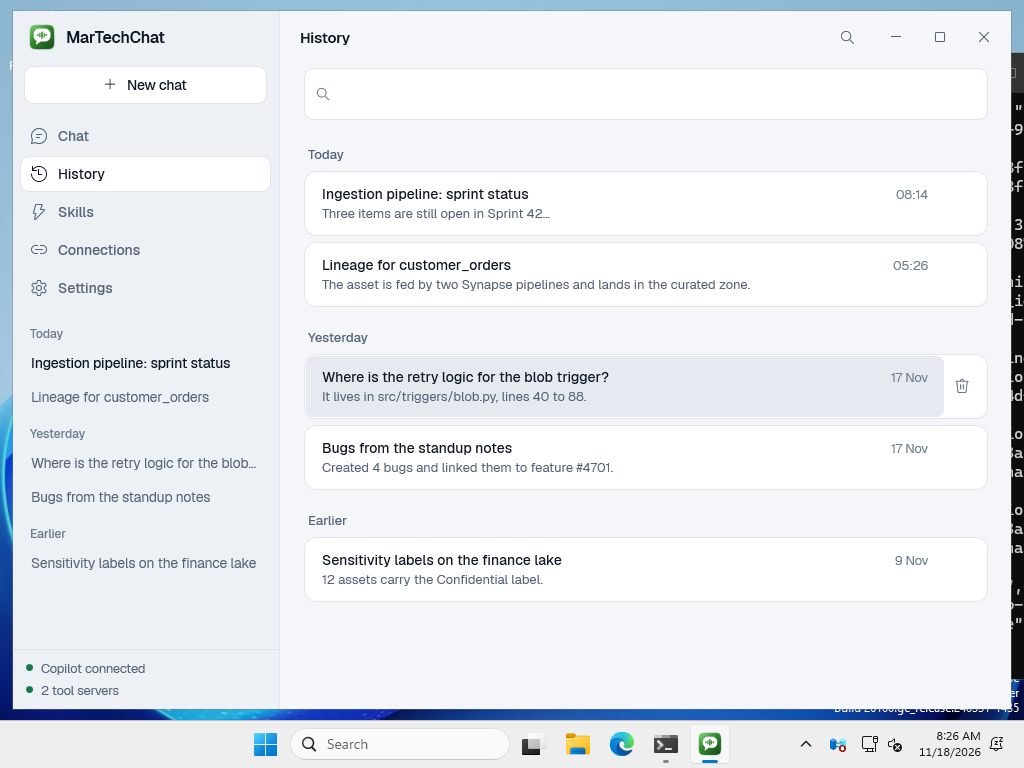 MarTechChat
New chat
Chat
History
Skills
Connections
Settings
Today
Ingestion pipeline: sprint status
Lineage for customer_orders
Yesterday
Where is the retry logic for the blob…
Bugs from the standup notes
Earlier
Sensitivity labels on the finance lake
Copilot connected
2 tool servers
History
Today
Ingestion pipeline: sprint status
08:14
Three items are still open in Sprint 42…
Lineage for customer_orders
05:26
The asset is fed by two Synapse pipelines and lands in the curated zone.
Yesterday
Where is the retry logic for the blob trigger?
17 Nov
It lives in src/triggers/blob.py, lines 40 to 88.
Bugs from the standup notes
17 Nov
Created 4 bugs and linked them to feature #4701.
Earlier
Sensitivity labels on the finance lake
9 Nov
12 assets carry the Confidential label.
Search
8:26 AM
11/18/2026